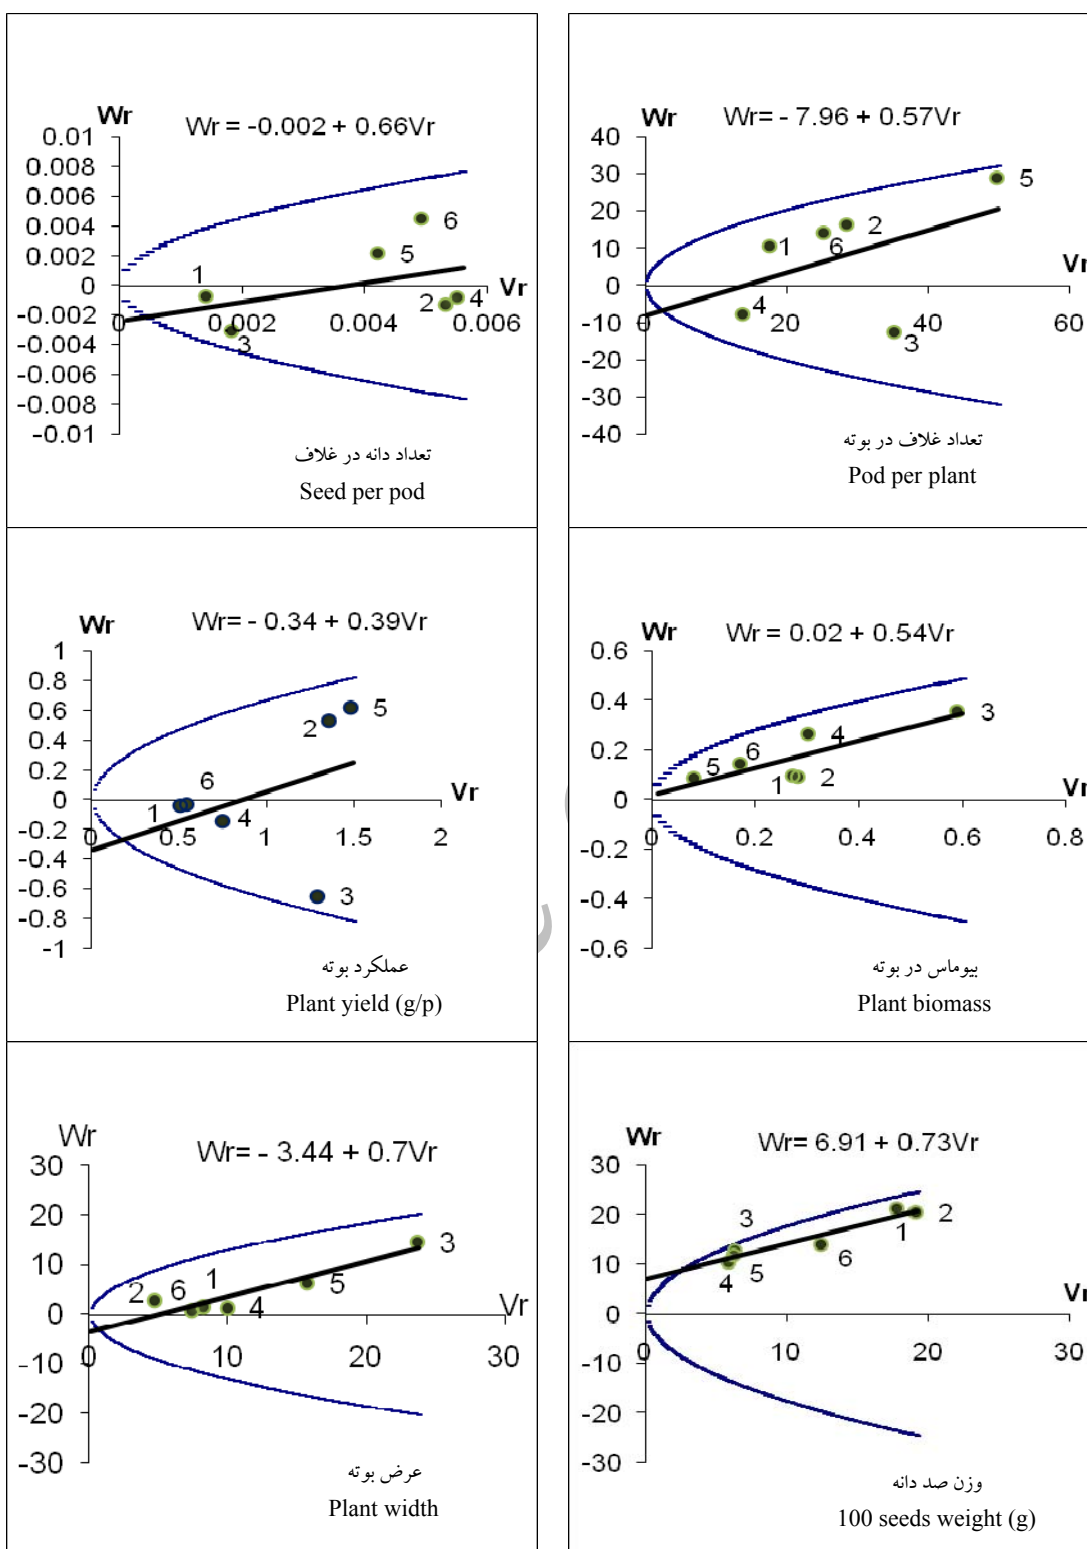 Wr
Wr = -0.002 + 0.66Vr
0.01
0.008
0.006
0.004
0.002
0
-0.002
-0.004
-0.006
-0.008
-0.01
0 0.002 0.004 0.006
Vr
1
2
3
4
5
6
تعداد دانه در غلاف
Seed per pod
Wr
Wr= - 7.96 + 0.57Vr
40
30
20
10
0
-10
-20
-30
-40
0 20 40 60
Vr
1
2
3
4
5
6
تعداد غلاف در بوته
Pod per plant
Wr
Wr= - 0.34 + 0.39Vr
1
0.8
0.6
0.4
0.2
0
-0.2
-0.4
-0.6
-0.8
-1
0 0.5 1 1.5 2
Vr
1
2
3
4
5
6
عملکرد بوته
Plant yield (g/p)
Wr
Wr = 0.02 + 0.54Vr
0.6
0.4
0.2
0
-0.2
-0.4
-0.6
0 0.2 0.4 0.6 0.8
Vr
1
2
3
4
5
6
بیوماس در بوته
Plant biomass
Wr
Wr= - 3.44 + 0.7Vr
30
20
10
0
-10
-20
-30
0 10 20 30
Vr
1
2
3
4
5
6
عرض بوته
Plant width
Wr
Wr= 6.91 + 0.73Vr
30
20
10
0
-10
-20
-30
0 10 20 30
Vr
1
2
3
4
5
6
وزن صد دانه
100 seeds weight (g)